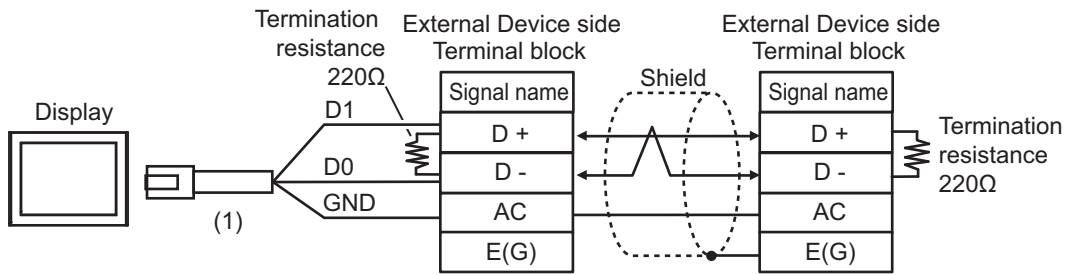 Termination
resistance
220Ω
External Device side
Terminal block
External Device side
Terminal block
Shield
Display
D1
D0
GND
(1)
Signal name
D +
D -
AC
E(G)
Signal name
D +
D -
AC
E(G)
Termination
resistance
220Ω